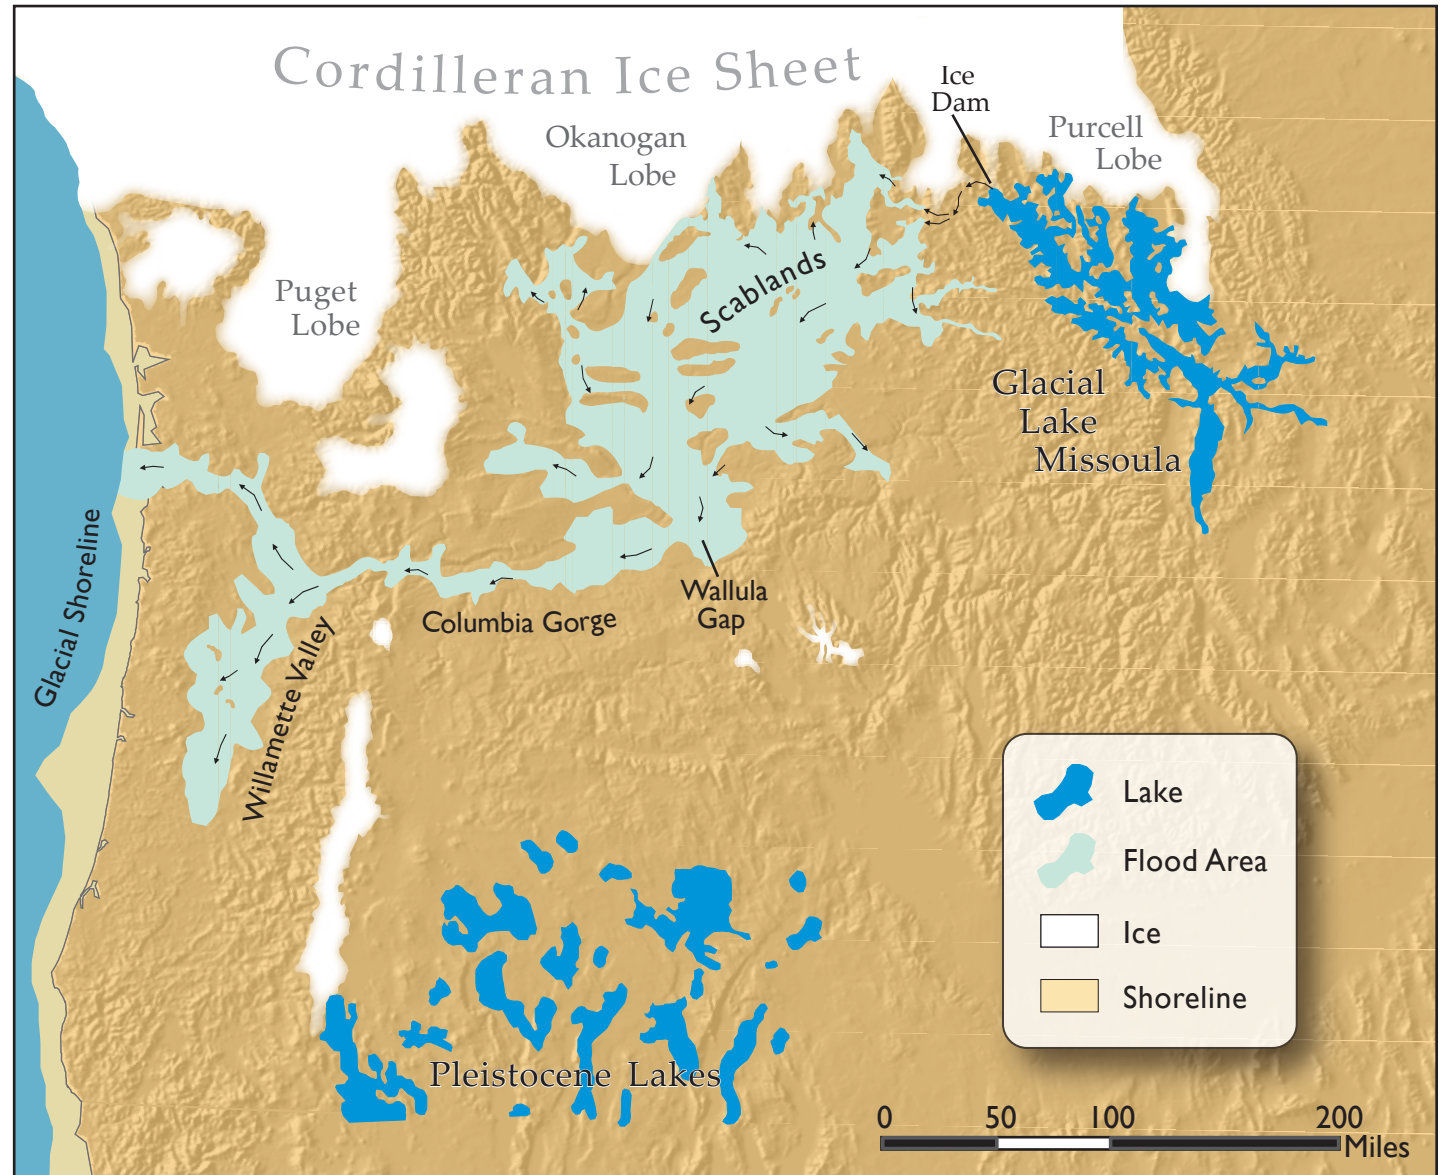 Cordilleran Ice Sheet
Ice
Dam
Okanogan
Lobe
Purcell
Lobe
Puget
Lobe
Scablands
Glacial
Lake
Missoula
Glacial Shoreline
Wallula
Gap
Columbia Gorge
Willamette Valley
Lake
Flood Area
Ice
Shoreline
Pleistocene Lakes
0 50 100 200
Miles